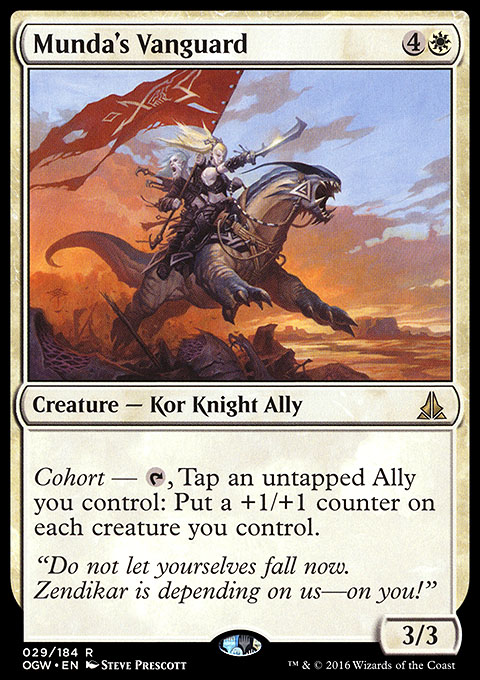 Munda's Vanguard 4
Creature — Kor Knight Ally
Cohort — , Tap an untapped Ally
you control: Put a +1/+1 counter on
each creature you control.
“Do not let yourselves fall now.
Zendikar is depending on us—on you!”
3/3
029/184 R
OGW • EN Steve Prescott
™ & © 2016 Wizards of the Coast